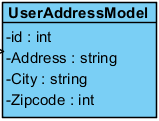 UserAddressModel
-id : int
-Address : string
-City : string
-Zipcode : int